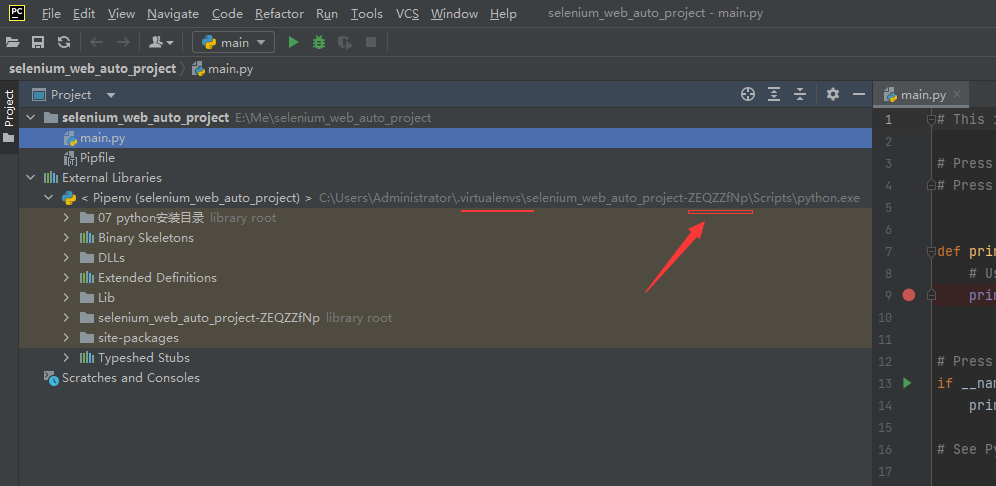 PC File Edit View Navigate Code Refactor Run Tools VCS Window Help selenium_web_auto_project - main.py
main
selenium_web_auto_project main.py
Project
Project
main.py
selenium_web_auto_project E:\Me\selenium_web_auto_project
main.py
Pipfile
External Libraries
< Pipenv (selenium_web_auto_project) > C:\Users\Administrator\.virtualenvs\selenium_web_auto_project-ZEQZZfNp\Scripts\python.exe
07 python安装目录 library root
Binary Skeletons
DLLs
Extended Definitions
Lib
selenium_web_auto_project-ZEQZZfNp library root
site-packages
Typeshed Stubs
Scratches and Consoles
1 # This i
2
3 # Press
4 # Press
5
6
7 def prin
8 # Us
9 prin
10
11
12 # Press
13 if __nam
14 prin
15
16 # See Py
17